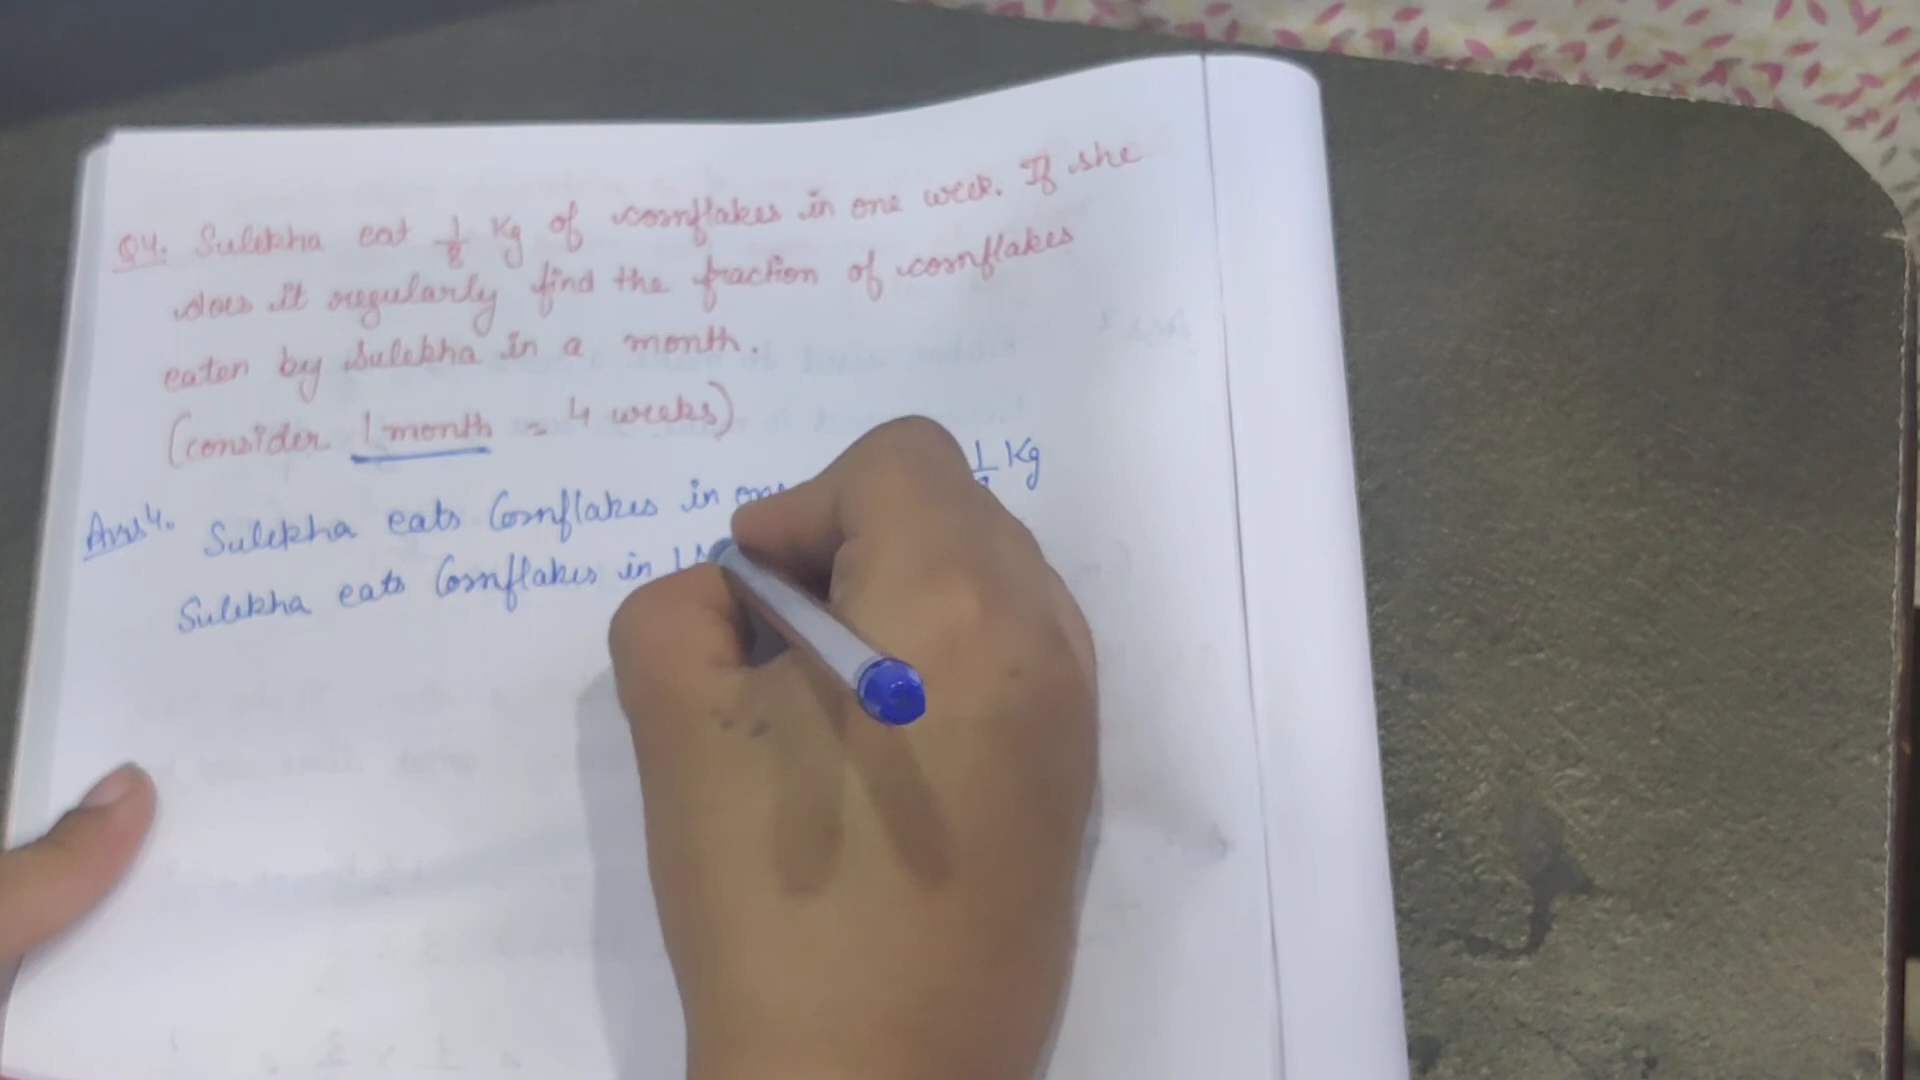 Q4. Sulekha eat 1/8 Kg of cornflakes in one week. If she
does it regularly find the fraction of cornflakes
eaten by Sulekha in a month.
(consider 1 month = 4 weeks)
Ans4. Sulekha eats Cornflakes in one Kg
Sulekha eats Cornflakes in